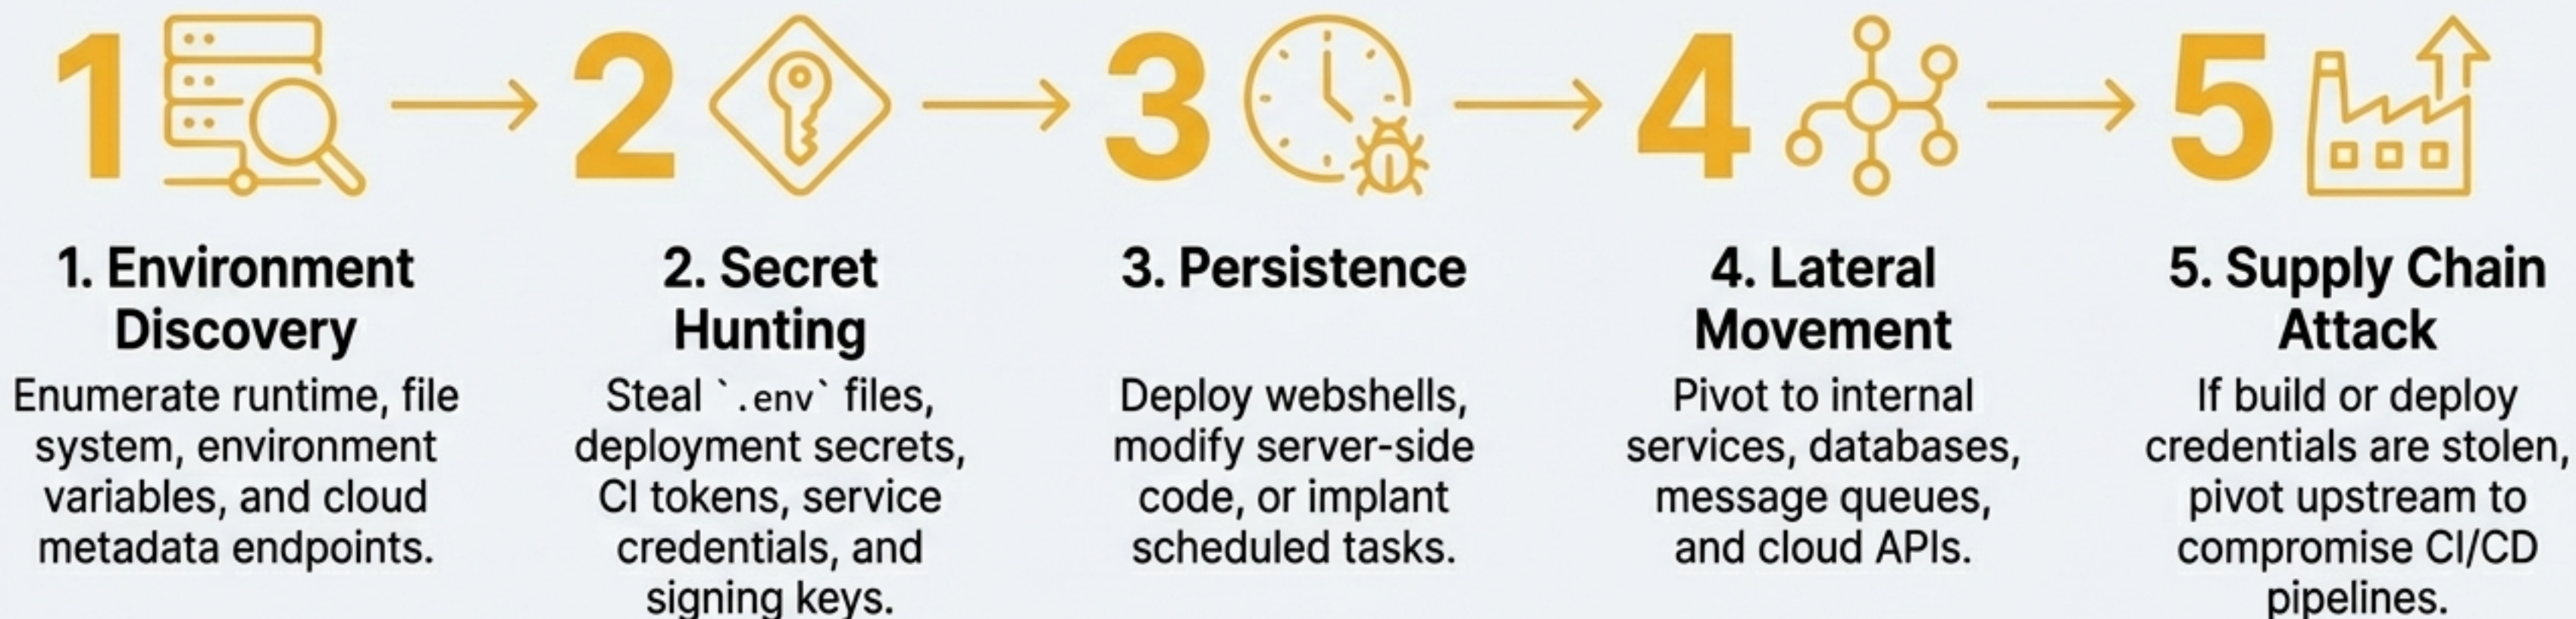 1
2
3
4
5
1. Environment
Discovery
Enumerate runtime, file
system, environment
variables, and cloud
metadata endpoints.
2. Secret
Hunting
Steal `.env` files,
deployment secrets,
CI tokens, service
credentials, and
signing keys.
3. Persistence
Deploy webshells,
modify server-side
code, or implant
scheduled tasks.
4. Lateral
Movement
Pivot to internal
services, databases,
message queues,
and cloud APIs.
5. Supply Chain
Attack
If build or deploy
credentials are stolen,
pivot upstream to
compromise CI/CD
pipelines.